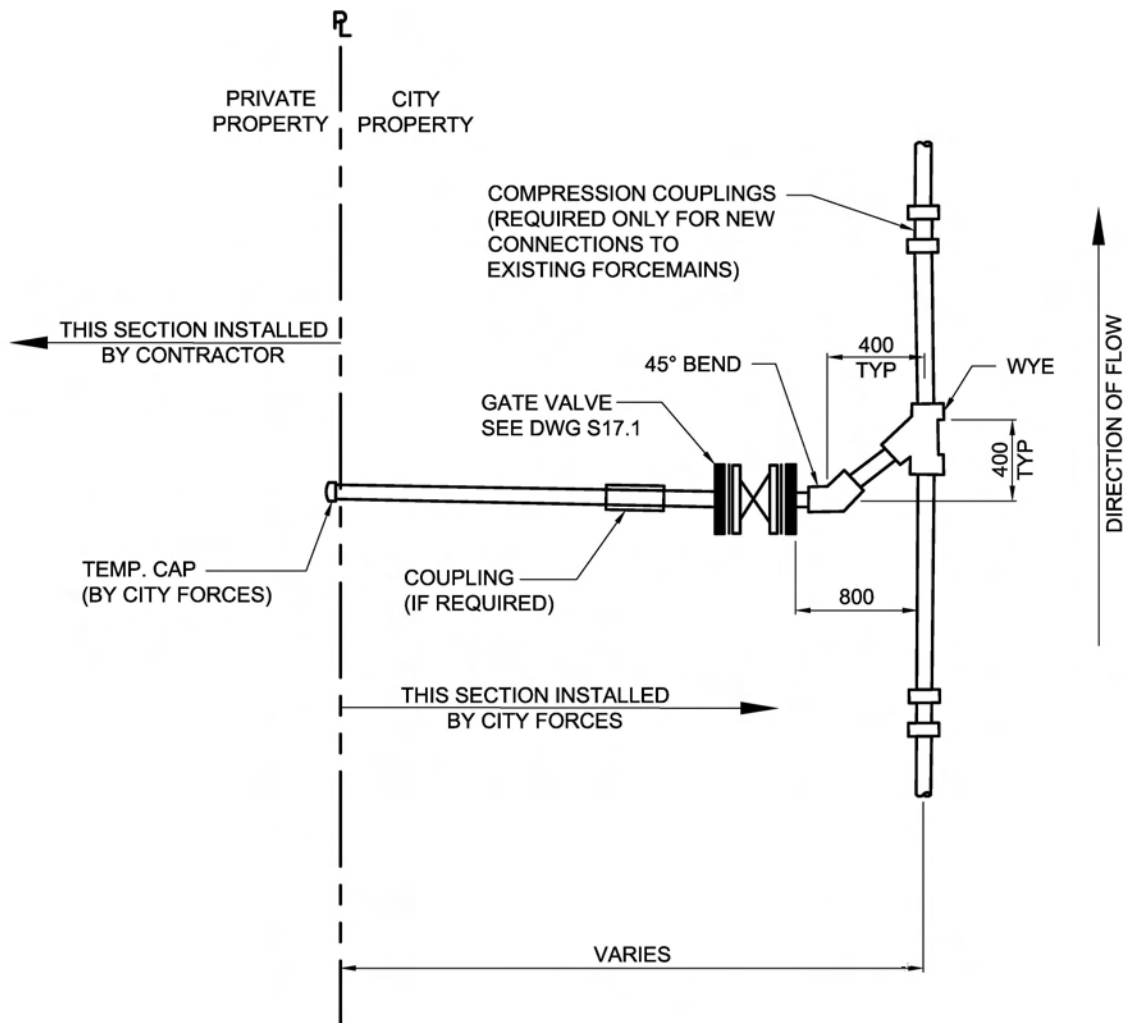 PL
PRIVATE
PROPERTY
CITY
PROPERTY
COMPRESSION COUPLINGS
(REQUIRED ONLY FOR NEW
CONNECTIONS TO
EXISTING FORCEMAINS)
THIS SECTION INSTALLED
BY CONTRACTOR
400
TYP
45° BEND
WYE
GATE VALVE
SEE DWG S17.1
400
TYP
DIRECTION OF FLOW
TEMP. CAP
(BY CITY FORCES)
COUPLING
(IF REQUIRED)
800
THIS SECTION INSTALLED
BY CITY FORCES
VARIES